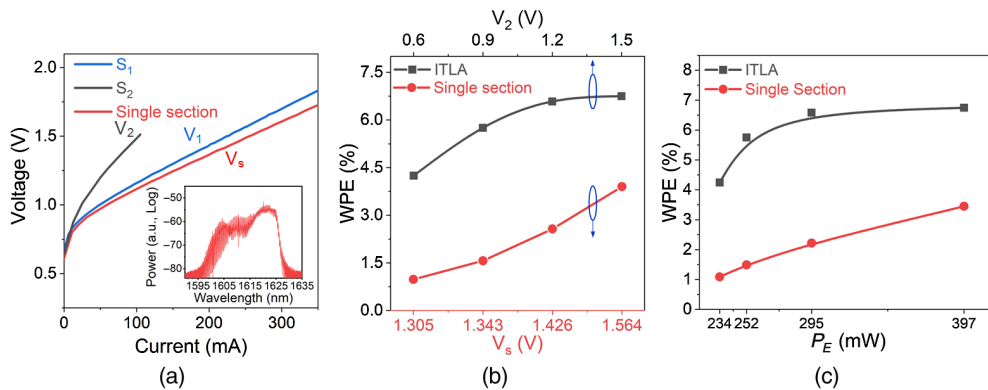 2.0
1.5
1.0
0.5
0
100
200
300
Voltage (V)
Current (mA)
S₁
S₂
Single section
V₂
V₁
Vₛ
−50
−60
−70
−80
Power (a.u., Log)
1595
1605
1615
1625
1635
Wavelength (nm)
(a)
V₂ (V)
0.6
0.9
1.2
1.5
7.5
6.0
4.5
3.0
1.5
0.0
WPE (%)
ITLA
Single section
1.305
1.343
1.426
1.564
Vₛ (V)
(b)
8
7
6
5
4
3
2
1
0
WPE (%)
ITLA
Single Section
234
252
295
397
P_E (mW)
(c)